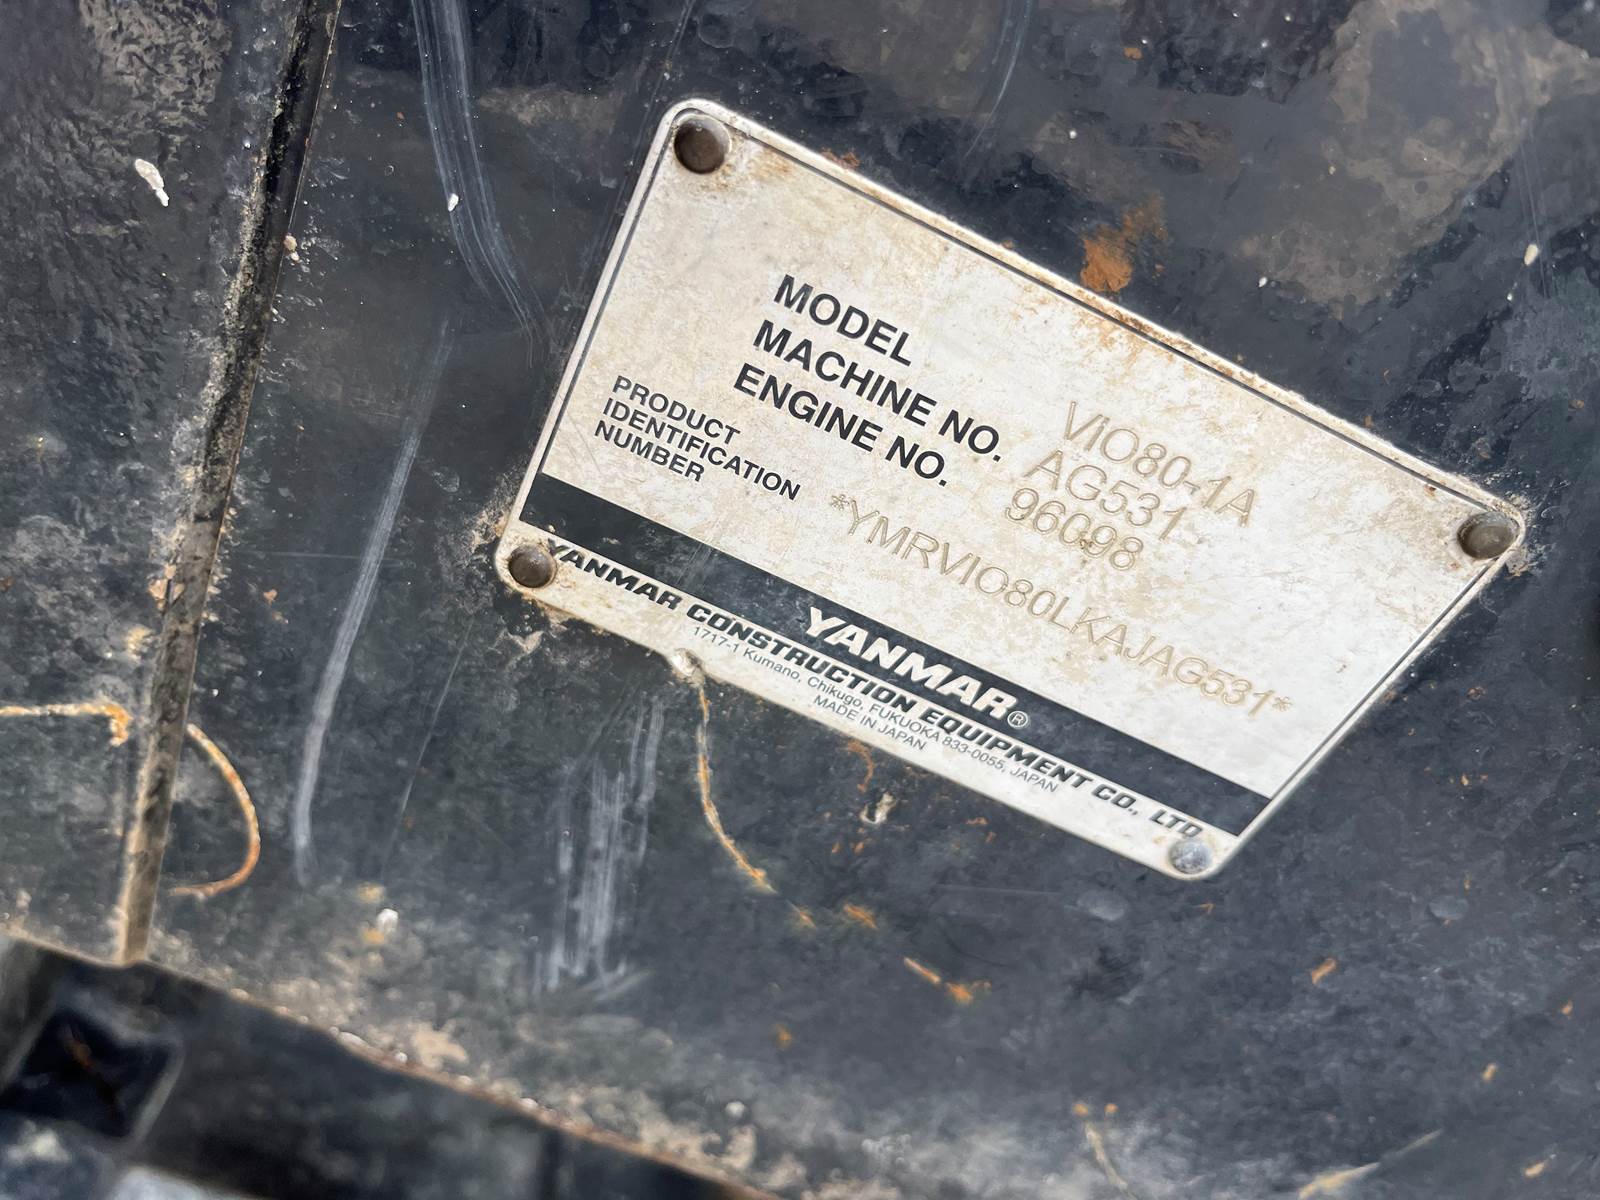 MODEL ViO80-1A
MACHINE NO. AG531
ENGINE NO. 96098
PRODUCT
IDENTIFICATION
NUMBER
*YMRVIO80LKAJAG531*
YANMAR®
YANMAR CONSTRUCTION EQUIPMENT CO., LTD
1717-1 Kumano, Chikugo, FUKUOKA 833-0055, JAPAN
MADE IN JAPAN